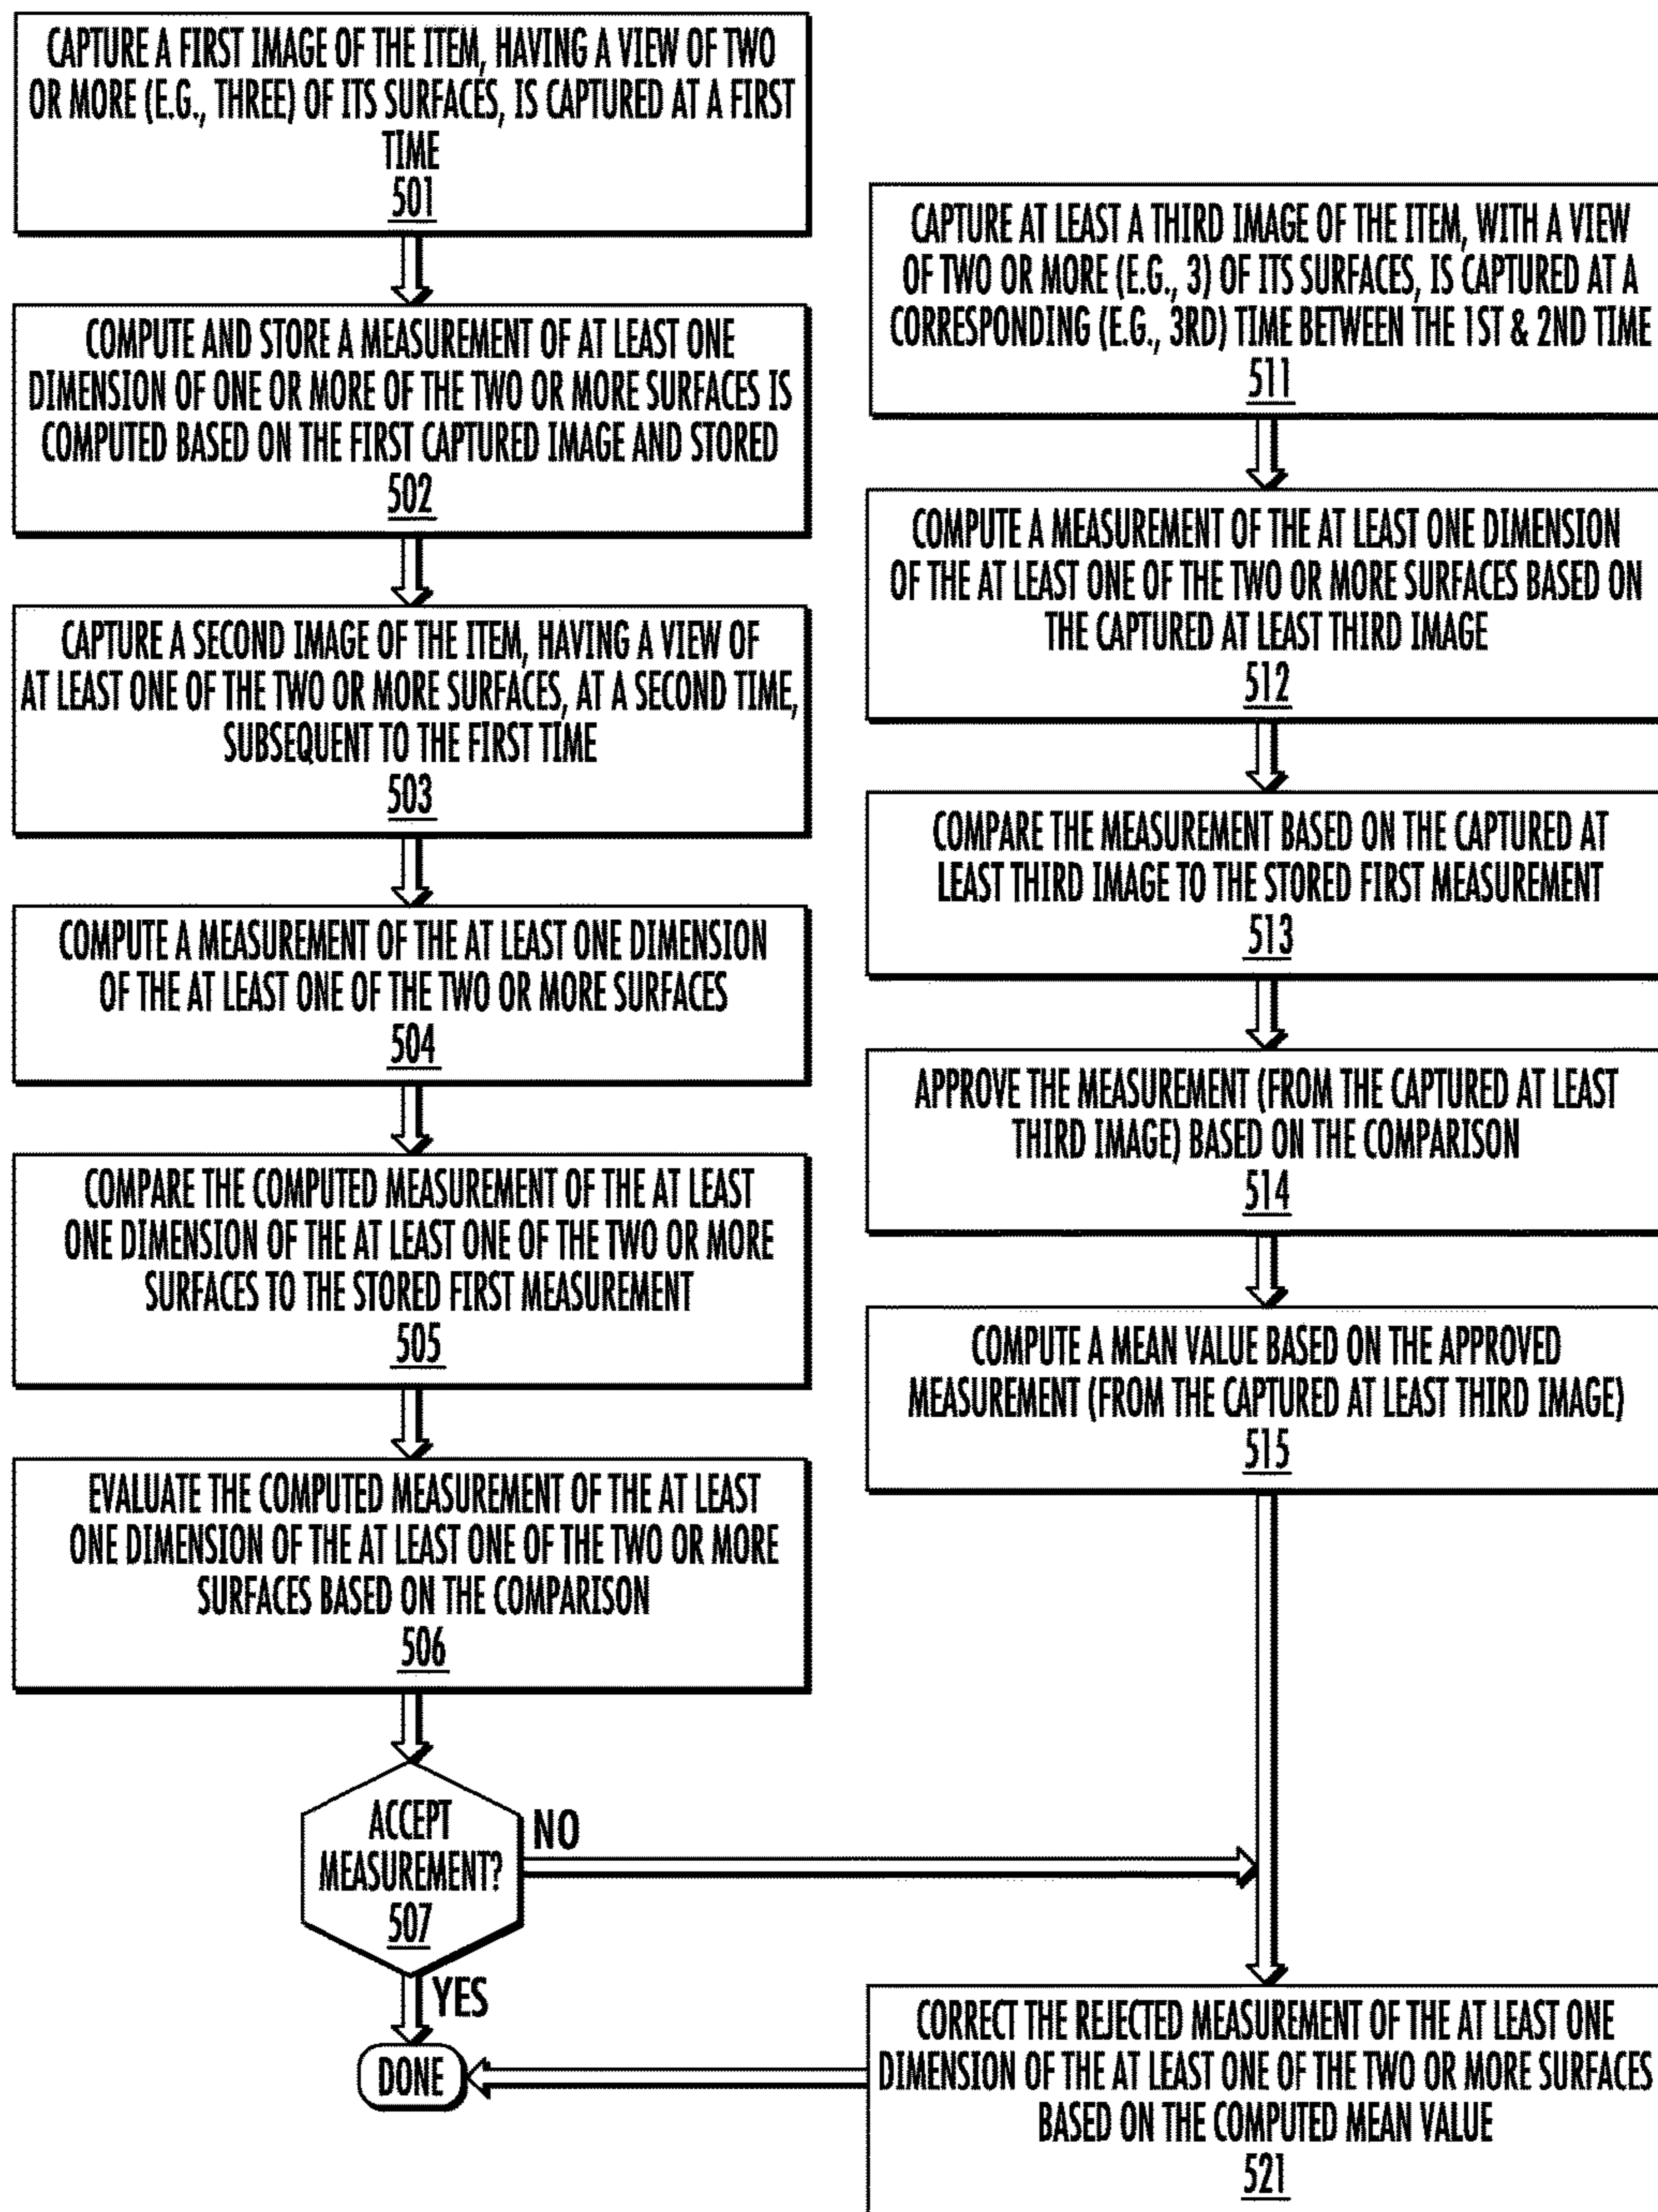 CAPTURE A FIRST IMAGE OF THE ITEM, HAVING A VIEW OF TWO
OR MORE (E.G., THREE) OF ITS SURFACES, IS CAPTURED AT A FIRST
TIME
501
COMPUTE AND STORE A MEASUREMENT OF AT LEAST ONE
DIMENSION OF ONE OR MORE OF THE TWO OR MORE SURFACES IS
COMPUTED BASED ON THE FIRST CAPTURED IMAGE AND STORED
502
CAPTURE A SECOND IMAGE OF THE ITEM, HAVING A VIEW OF
AT LEAST ONE OF THE TWO OR MORE SURFACES, AT A SECOND TIME,
SUBSEQUENT TO THE FIRST TIME
503
COMPUTE A MEASUREMENT OF THE AT LEAST ONE DIMENSION
OF THE AT LEAST ONE OF THE TWO OR MORE SURFACES
504
COMPARE THE COMPUTED MEASUREMENT OF THE AT LEAST
ONE DIMENSION OF THE AT LEAST ONE OF THE TWO OR MORE
SURFACES TO THE STORED FIRST MEASUREMENT
505
EVALUATE THE COMPUTED MEASUREMENT OF THE AT LEAST
ONE DIMENSION OF THE AT LEAST ONE OF THE TWO OR MORE
SURFACES BASED ON THE COMPARISON
506
ACCEPT
MEASUREMENT?
507
NO
YES
DONE
CAPTURE AT LEAST A THIRD IMAGE OF THE ITEM, WITH A VIEW
OF TWO OR MORE (E.G., 3) OF ITS SURFACES, IS CAPTURED AT A
CORRESPONDING (E.G., 3RD) TIME BETWEEN THE 1ST & 2ND TIME
511
COMPUTE A MEASUREMENT OF THE AT LEAST ONE DIMENSION
OF THE AT LEAST ONE OF THE TWO OR MORE SURFACES BASED ON
THE CAPTURED AT LEAST THIRD IMAGE
512
COMPARE THE MEASUREMENT BASED ON THE CAPTURED AT
LEAST THIRD IMAGE TO THE STORED FIRST MEASUREMENT
513
APPROVE THE MEASUREMENT (FROM THE CAPTURED AT LEAST
THIRD IMAGE) BASED ON THE COMPARISON
514
COMPUTE A MEAN VALUE BASED ON THE APPROVED
MEASUREMENT (FROM THE CAPTURED AT LEAST THIRD IMAGE)
515
CORRECT THE REJECTED MEASUREMENT OF THE AT LEAST ONE
DIMENSION OF THE AT LEAST ONE OF THE TWO OR MORE SURFACES
BASED ON THE COMPUTED MEAN VALUE
521